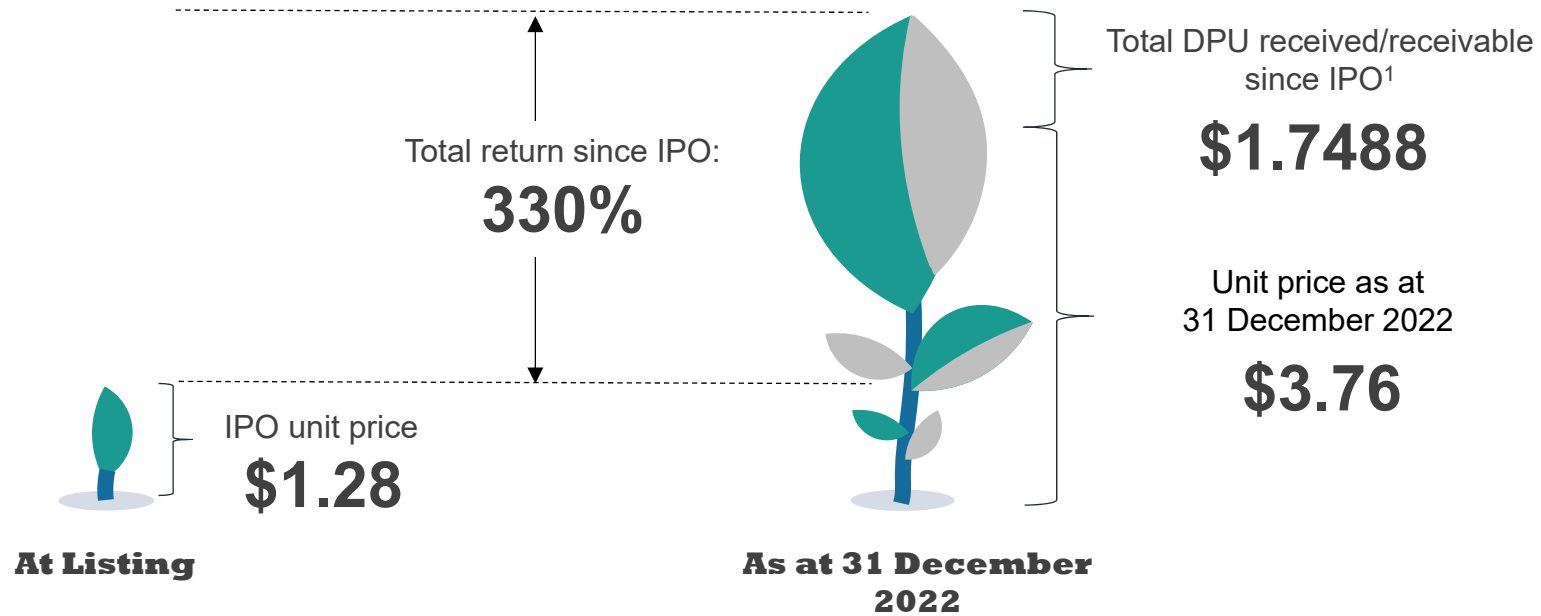 Total DPU received/receivable
since IPO¹
$1.7488
Total return since IPO:
330%
Unit price as at
31 December 2022
$3.76
IPO unit price
$1.28
At Listing
As at 31 December
2022